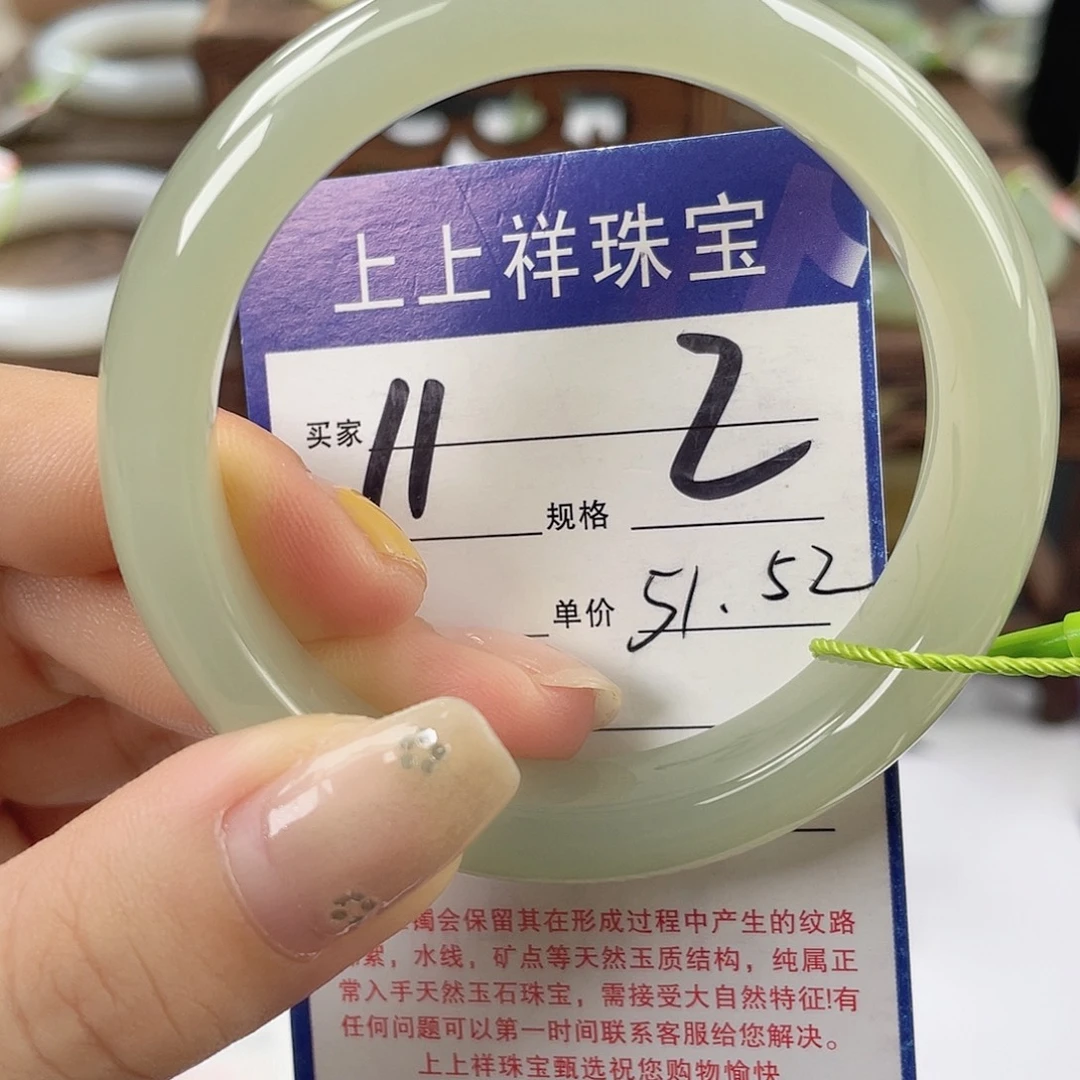 上上祥珠宝
买家 11 2
规格
单价 51.52
镯会保留其在形成过程中产生的纹路
絮，水线，矿点等天然玉质结构，纯属正
常入手天然玉石珠宝，需接受大自然特征!有
任何问题可以第一时间联系客服给您解决。
上上祥珠宝甄选祝您购物愉快